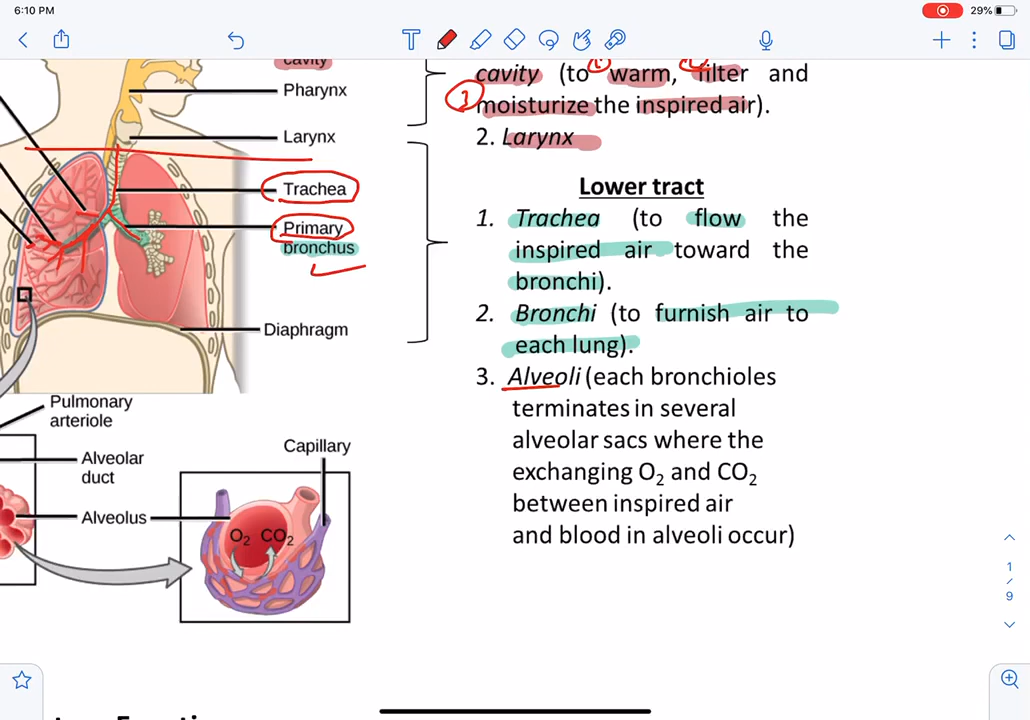 6:10 PM
29%
cavity
Pharynx
Larynx
Trachea
Primary
bronchus
Diaphragm
Pulmonary
arteriole
Alveolar
duct
Alveolus
Capillary
O2 CO2
cavity (to warm, filter and
3 moisturize the inspired air).
2. Larynx
Lower tract
1. Trachea (to flow the
inspired air toward the
bronchi).
2. Bronchi (to furnish air to
each lung).
3. Alveoli (each bronchioles
terminates in several
alveolar sacs where the
exchanging O2 and CO2
between inspired air
and blood in alveoli occur)
1
/
9